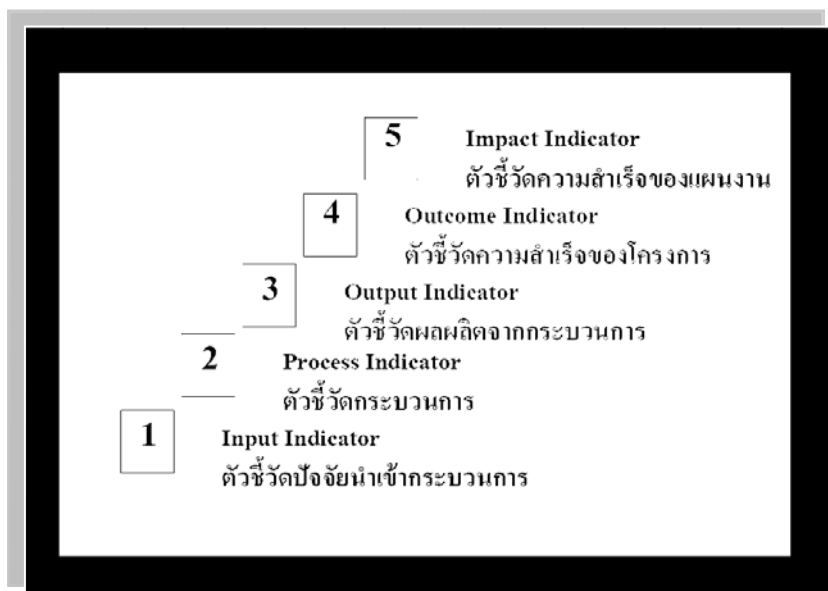 5 Impact Indicator
ตัวชี้วัดความสำเร็จของแผนงาน
4 Outcome Indicator
ตัวชี้วัดความสำเร็จของโครงการ
3 Output Indicator
ตัวชี้วัดผลผลิตจากกระบวนการ
2 Process Indicator
ตัวชี้วัดกระบวนการ
1 Input Indicator
ตัวชี้วัดปัจจัยนำเข้ากระบวนการ